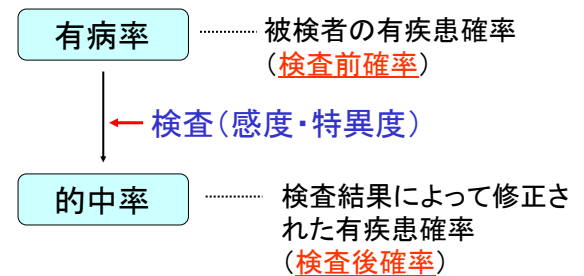 有病率
被検者の有疾患確率
（検査前確率）
検査（感度・特異度）
的中率
検査結果によって修正さ
れた有疾患確率
（検査後確率）